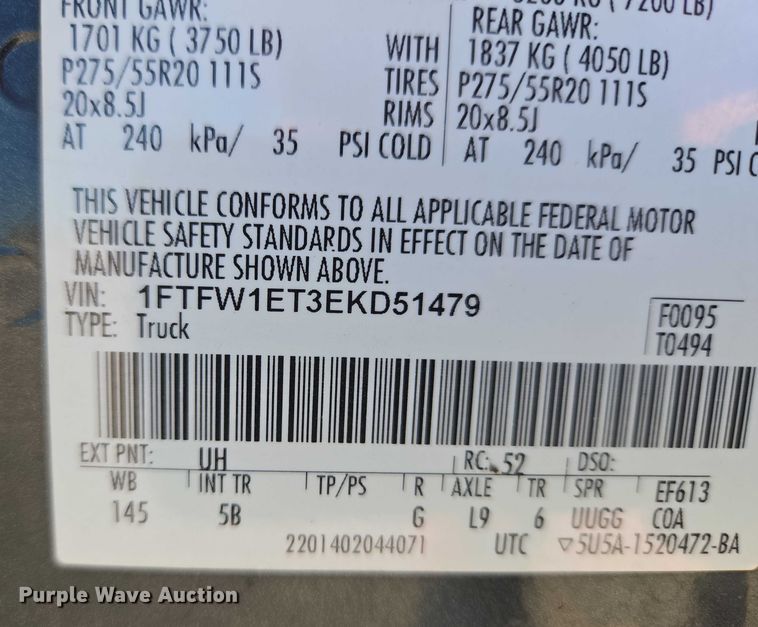 FRONT GAWR:
REAR GAWR:
1701 KG ( 3750 LB) WITH 1837 KG ( 4050 LB)
P275/55R20 111S TIRES P275/55R20 111S
20x8.5J RIMS 20x8.5J
AT 240 kPa/ 35 PSI COLD AT 240 kPa/ 35 PSI C
THIS VEHICLE CONFORMS TO ALL APPLICABLE FEDERAL MOTOR
VEHICLE SAFETY STANDARDS IN EFFECT ON THE DATE OF
MANUFACTURE SHOWN ABOVE.
VIN: 1FTFW1ET3EKD51479
TYPE: Truck
F0095
T0494
EXT PNT: UH RC: 52 DSO:
WB INT TR TP/PS R AXLE TR SPR EF613
145 5B G L9 6 UUGG COA
2201402044071 UTC ▽5U5A-1520472-BA
Purple Wave Auction